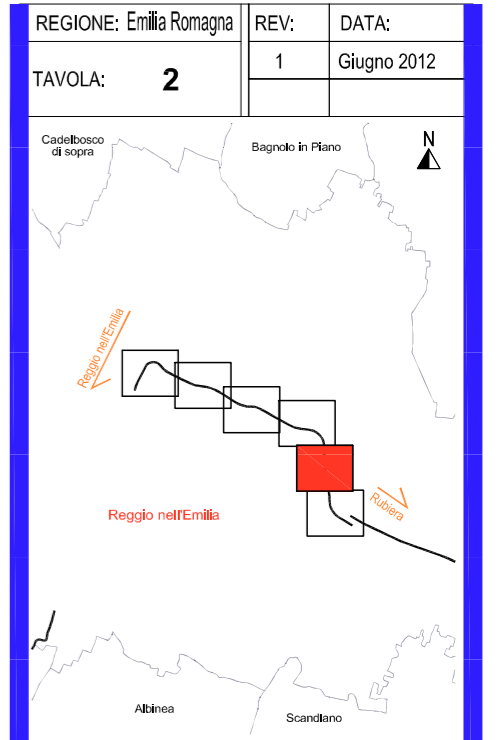 REGIONE: Emilia Romagna
REV:
DATA:
TAVOLA: 2
1
Giugno 2012
Cadelbosco
di sopra
Bagnolo in Piano
N
Reggio nell'Emilia
Rubiera
Reggio nell'Emilia
Albinea
Scandiano